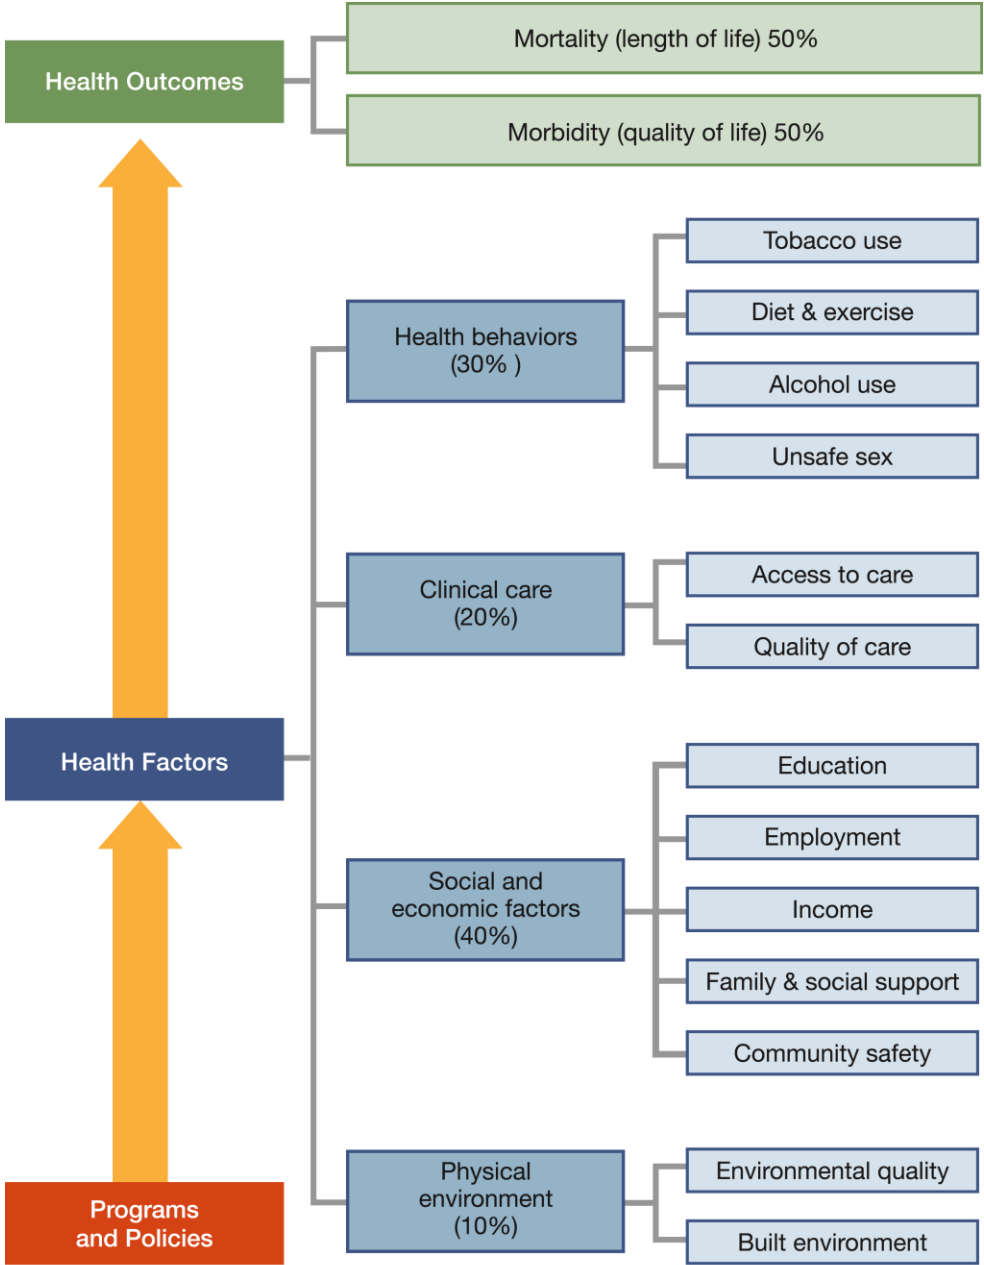 Health Outcomes
Mortality (length of life) 50%
Morbidity (quality of life) 50%
Health behaviors
(30% )
Tobacco use
Diet & exercise
Alcohol use
Unsafe sex
Clinical care
(20%)
Access to care
Quality of care
Health Factors
Social and
economic factors
(40%)
Education
Employment
Income
Family & social support
Community safety
Physical
environment
(10%)
Environmental quality
Built environment
Programs
and Policies